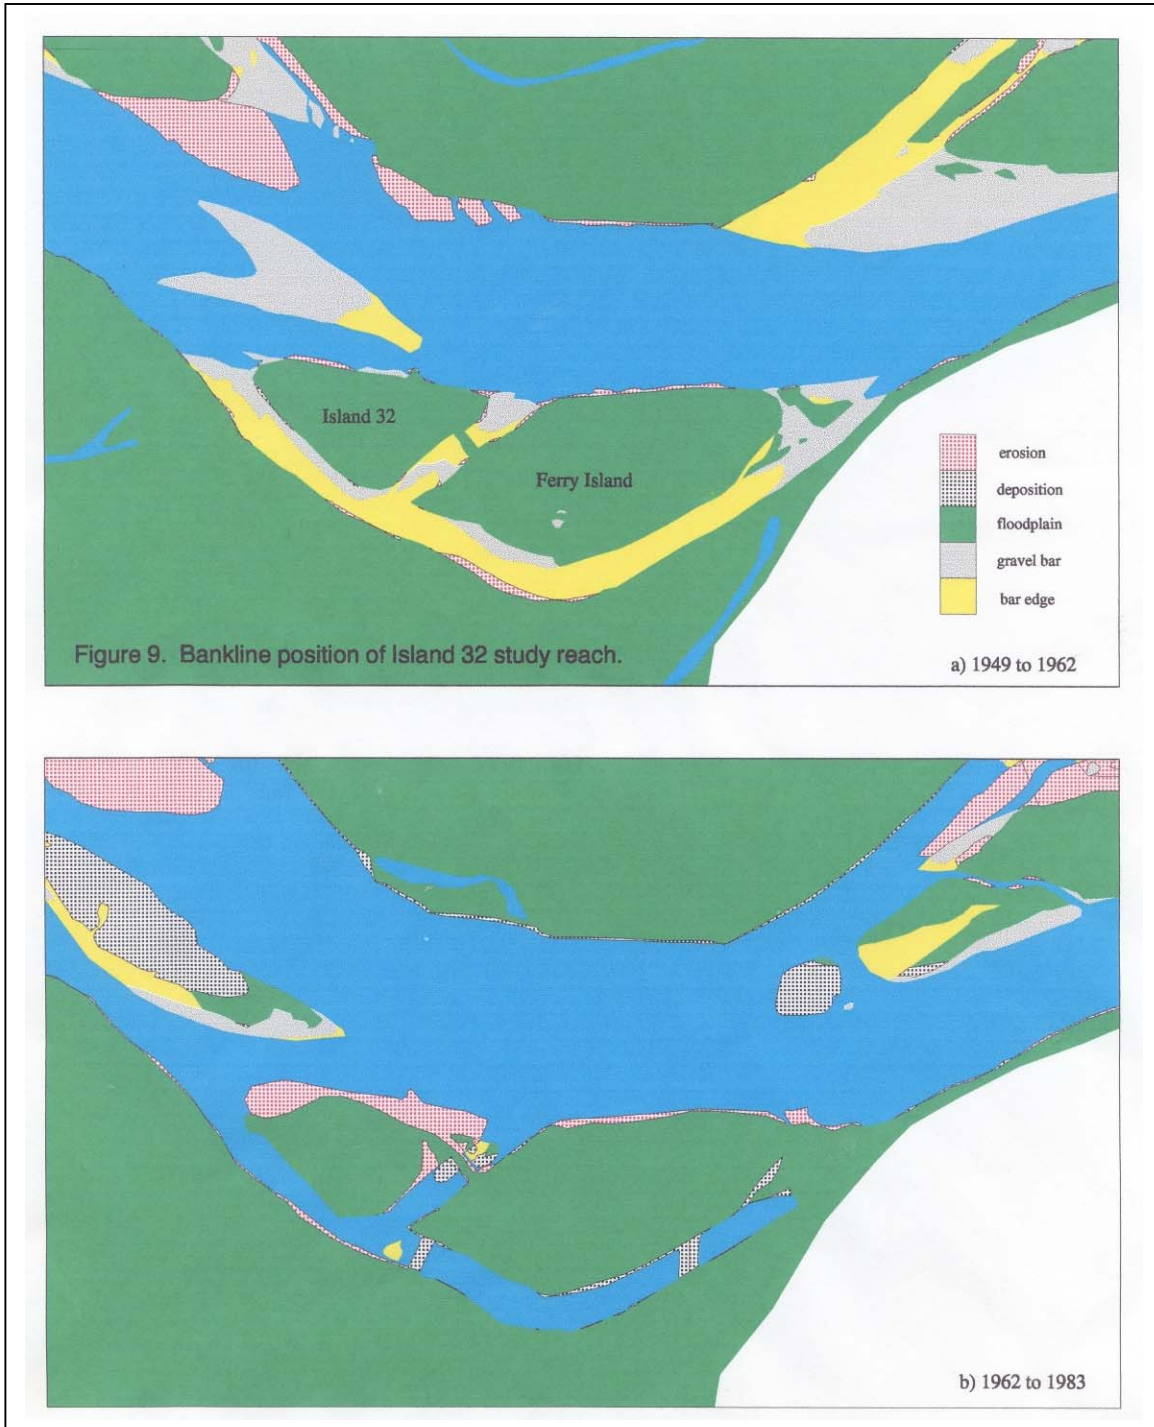 Island 32
Ferry Island
erosion
deposition
floodplain
gravel bar
bar edge
Figure 9. Bankline position of Island 32 study reach.
a) 1949 to 1962
b) 1962 to 1983